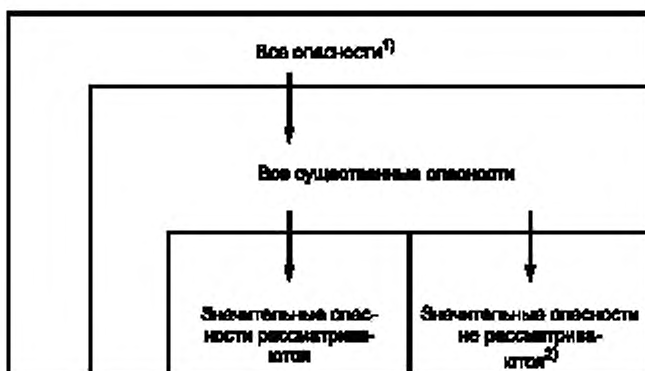 Все опасности1)
Все существенные опасности
Значительные опас-
ности рассматрива-
ются
Значительные опасности
не рассматрива-
ются2)